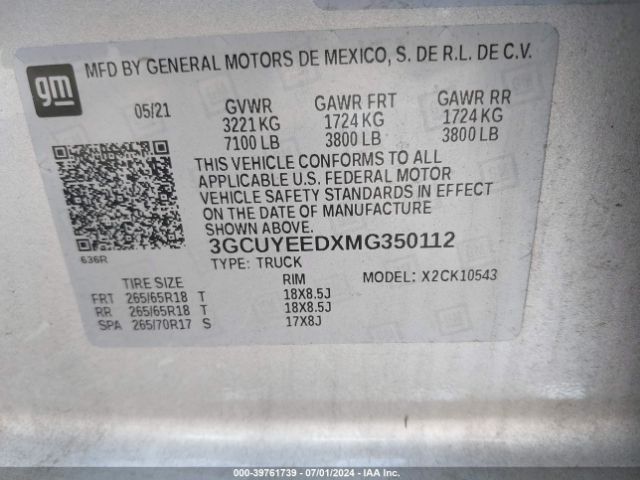 gm
MFD BY GENERAL MOTORS DE MEXICO, S. DE R.L. DE C.V.
05/21 GVWR GAWR FRT GAWR RR
3221 KG 1724 KG 1724 KG
7100 LB 3800 LB 3800 LB
THIS VEHICLE CONFORMS TO ALL
APPLICABLE U.S. FEDERAL MOTOR
VEHICLE SAFETY STANDARDS IN EFFECT
ON THE DATE OF MANUFACTURE
SHOWN ABOVE.
636R
3GCUYEEDXMG350112
TYPE: TRUCK MODEL: X2CK10543
TIRE SIZE RIM
FRT 265/65R18 T 18X8.5J
RR 265/65R18 T 18X8.5J
SPA 265/70R17 S 17X8J
000-39761739 - 07/01/2024 - IAA Inc.